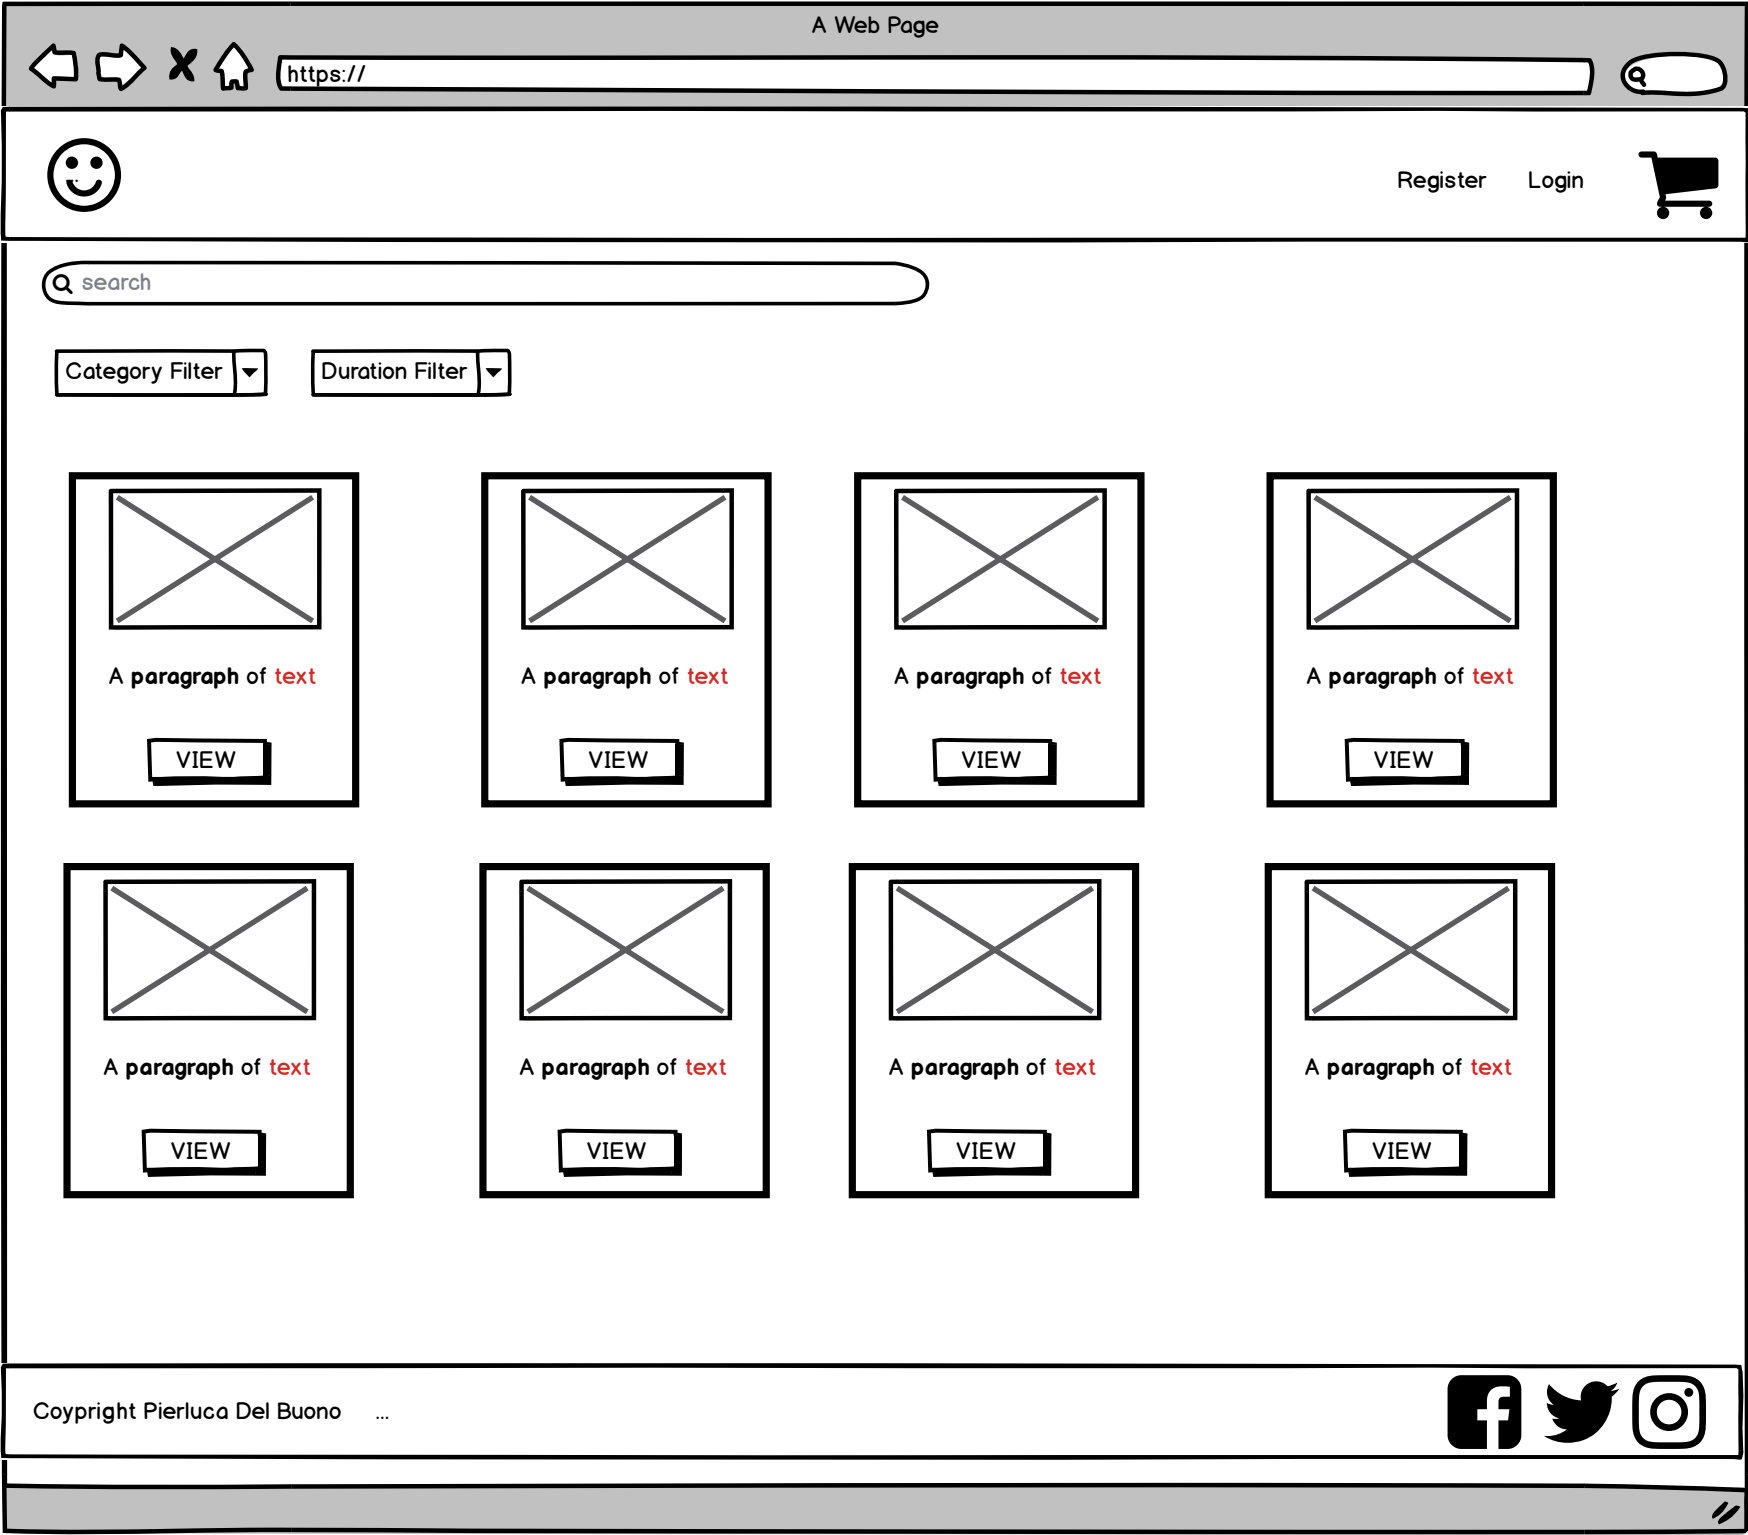 A Web Page
https://
Register Login
search
Category Filter Duration Filter
A paragraph of text A paragraph of text A paragraph of text A paragraph of text
VIEW VIEW VIEW VIEW
A paragraph of text A paragraph of text A paragraph of text A paragraph of text
VIEW VIEW VIEW VIEW
Coypright Pierluca Del Buono ...